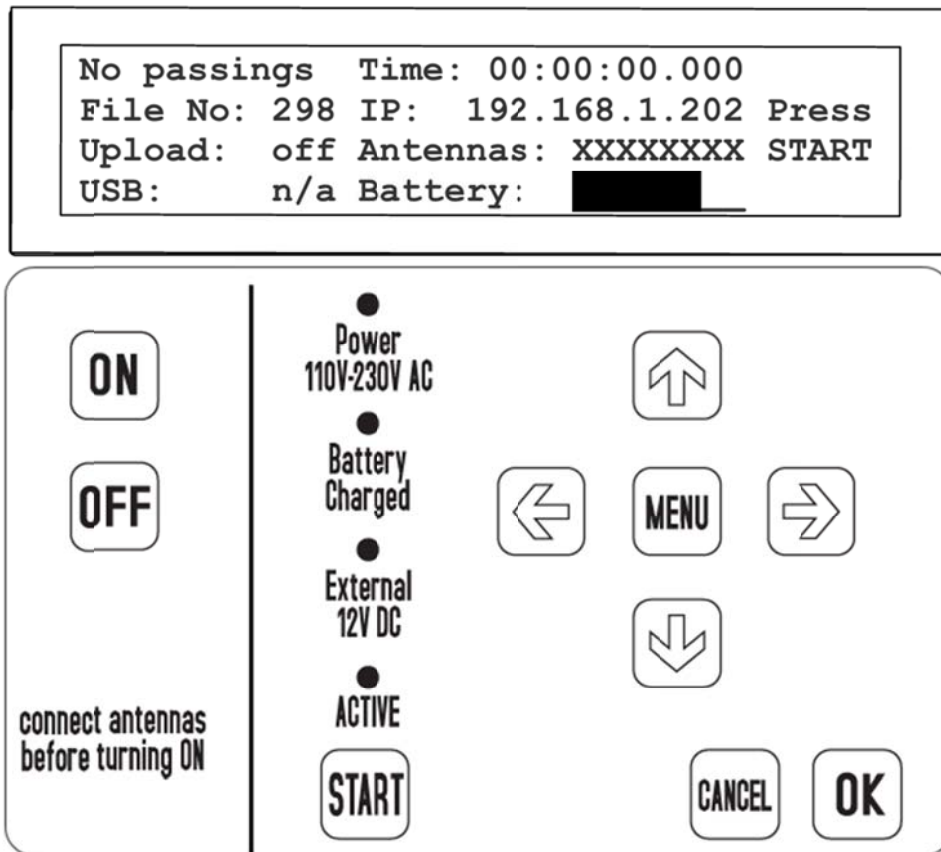 No passings Time: 00:00:00.000
File No: 298 IP: 192.168.1.202 Press
Upload: off Antennas: XXXXXXXX START
USB: n/a Battery:
ON
OFF
connect antennas
before turning ON
Power
110V-230V AC
Battery
Charged
External
12V DC
ACTIVE
START
MENU
CANCEL
OK